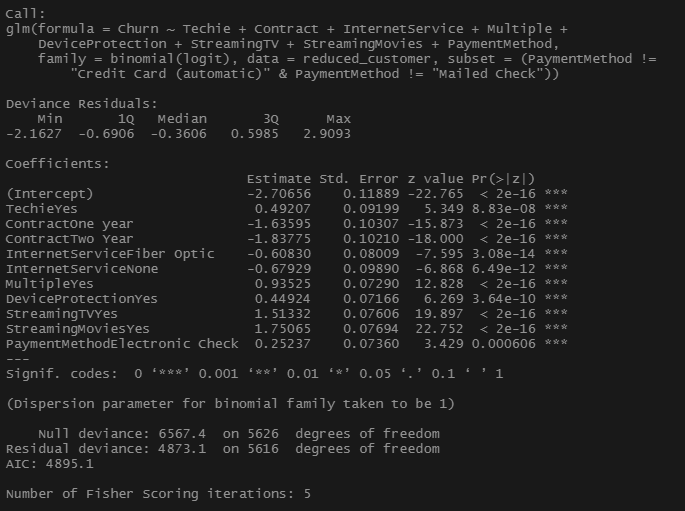 Call:
glm(formula = Churn ~ Techie + Contract + InternetService + Multiple +
    DeviceProtection + StreamingTV + StreamingMovies + PaymentMethod,
    family = binomial(logit), data = reduced_customer, subset = (PaymentMethod !=
        "Credit Card (automatic)" & PaymentMethod != "Mailed Check"))

Deviance Residuals:
    Min       1Q   Median       3Q      Max
-2.1627  -0.6906  -0.3606   0.5985   2.9093

Coefficients:
                              Estimate Std. Error z value Pr(>|z|)
(Intercept)                   -2.70656    0.11889 -22.765  < 2e-16 ***
TechieYes                      0.49207    0.09199   5.349 8.83e-08 ***
ContractOne year              -1.63595    0.10307 -15.873  < 2e-16 ***
ContractTwo Year              -1.83775    0.10210 -18.000  < 2e-16 ***
InternetServiceFiber Optic    -0.60830    0.08009  -7.595 3.08e-14 ***
InternetServiceNone           -0.67929    0.09890  -6.868 6.49e-12 ***
MultipleYes                    0.93525    0.07290  12.828  < 2e-16 ***
DeviceProtectionYes            0.44924    0.07166   6.269 3.64e-10 ***
StreamingTVYes                 1.51332    0.07606  19.897  < 2e-16 ***
StreamingMoviesYes             1.75065    0.07694  22.752  < 2e-16 ***
PaymentMethodElectronic Check  0.25237    0.07360   3.429 0.000606 ***
---
Signif. codes:  0 ‘***’ 0.001 ‘**’ 0.01 ‘*’ 0.05 ‘.’ 0.1 ‘ ’ 1

(Dispersion parameter for binomial family taken to be 1)

    Null deviance: 6567.4  on 5626  degrees of freedom
Residual deviance: 4873.1  on 5616  degrees of freedom
AIC: 4895.1

Number of Fisher Scoring iterations: 5